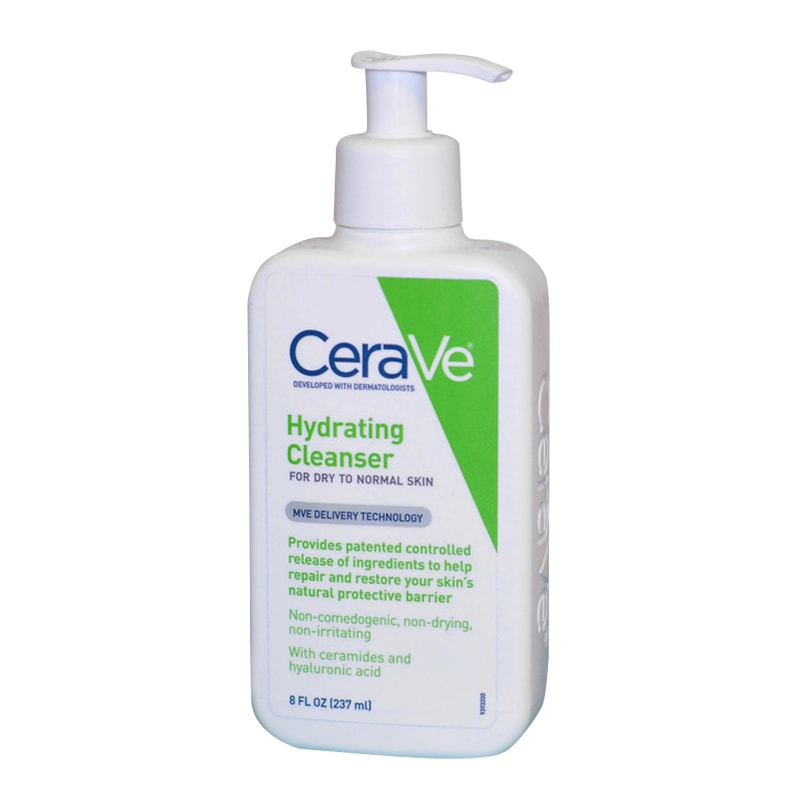 CeraVe®
DEVELOPED WITH DERMATOLOGISTS
Hydrating
Cleanser
FOR DRY TO NORMAL SKIN
MVE DELIVERY TECHNOLOGY
Provides patented controlled
release of ingredients to help
repair and restore your skin's
natural protective barrier
Non-comedogenic, non-drying,
non-irritating
With ceramides and
hyaluronic acid
8 FL OZ (237 ml)
CeraVe